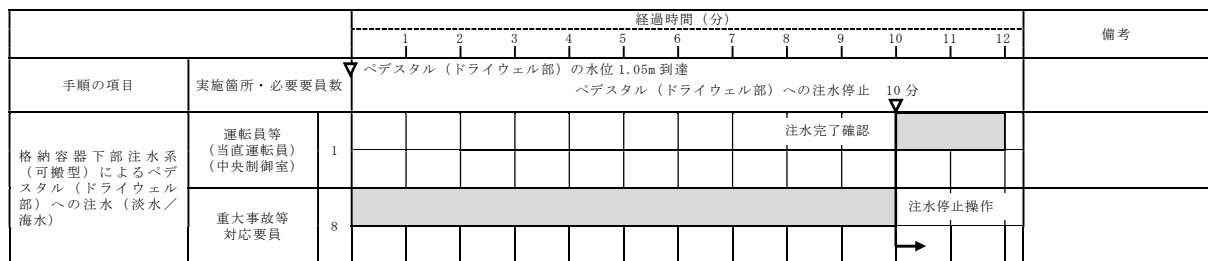 経過時間（分）
備考
1 2 3 4 5 6 7 8 9 10 11 12
手順の項目
実施箇所・必要要員数
ペデスタル（ドライウェル部）の水位 1.05m 到達
ペデスタル（ドライウェル部）への注水停止 10 分
格納容器下部注水系
（可搬型）によるペデ
スタル（ドライウェル
部）への注水（淡水／
海水）
運転員等
（当直運転員）
（中央制御室）
1
注水完了確認
重大事故等
対応要員
8
注水停止操作